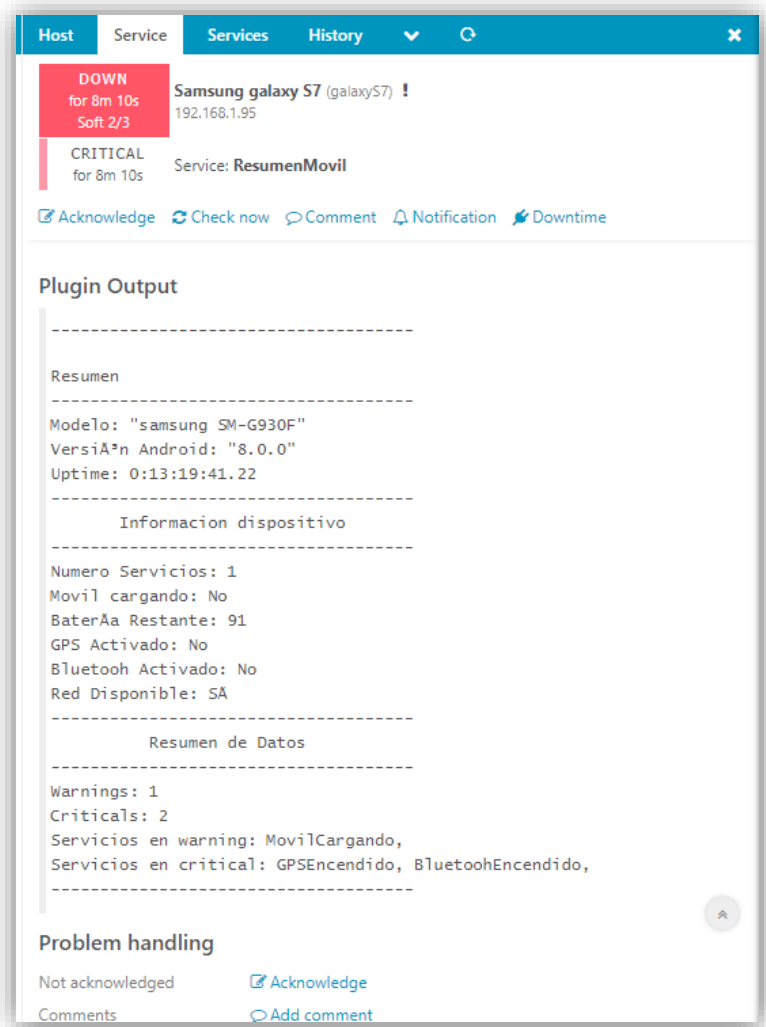 Host Service Services History
DOWN
for 8m 10s
Soft 2/3
Samsung galaxy S7 (galaxyS7) !
192.168.1.95
CRITICAL
for 8m 10s
Service: ResumenMovil
Acknowledge Check now Comment Notification Downtime
Plugin Output
-------------------------------------
Resumen
-------------------------------------
Modelo: "samsung SM-G930F"
VersiÃ³n Android: "8.0.0"
Uptime: 0:13:19:41.22
-------------------------------------
Informacion dispositivo
-------------------------------------
Numero Servicios: 1
Movil cargando: No
BaterÃa Restante: 91
GPS Activado: No
Bluetooh Activado: No
Red Disponible: SÃ
-------------------------------------
Resumen de Datos
-------------------------------------
Warnings: 1
Criticals: 2
Servicios en warning: MovilCargando,
Servicios en critical: GPSEncendido, BluetoohEncendido,
-------------------------------------
Problem handling
Not acknowledged Acknowledge
Comments Add comment